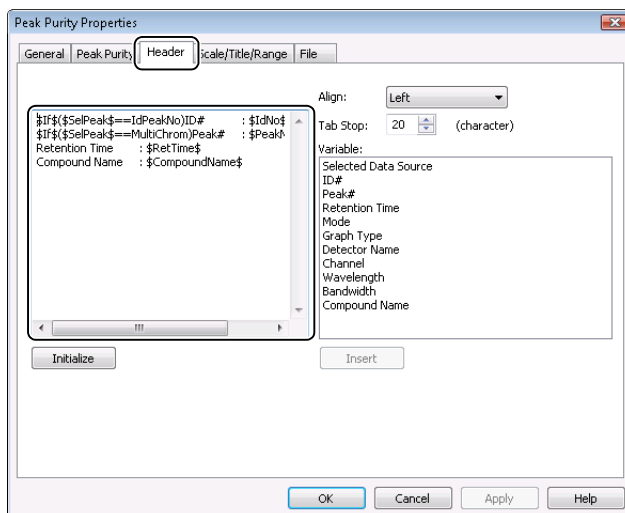 Peak Purity Properties
General Peak Purity Header Scale/Title/Range File
$If$($SelPeak$==IdPeakNo)ID# : $IdNo$
$If$($SelPeak$==MultiChrom)Peak# : $PeakN
Retention Time : $RetTime$
Compound Name : $CompoundName$
Align: Left
Tab Stop: 20 (character)
Variable:
Selected Data Source
ID#
Peak#
Retention Time
Mode
Graph Type
Detector Name
Channel
Wavelength
Bandwidth
Compound Name
Initialize Insert
OK Cancel Apply Help